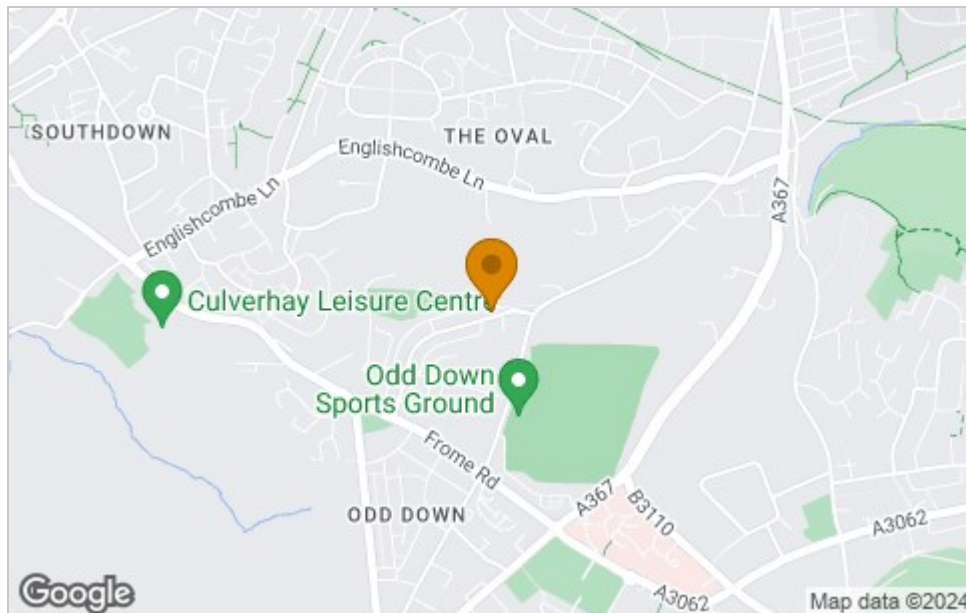 SOUTHDOWN
THE OVAL
Englishcombe Ln
Englishcombe Ln
A367
Culverhay Leisure Centre
Odd Down
Sports Ground
Frome Rd
ODD DOWN
A367
B3110
A3062
A3062
Google
Map data ©2024